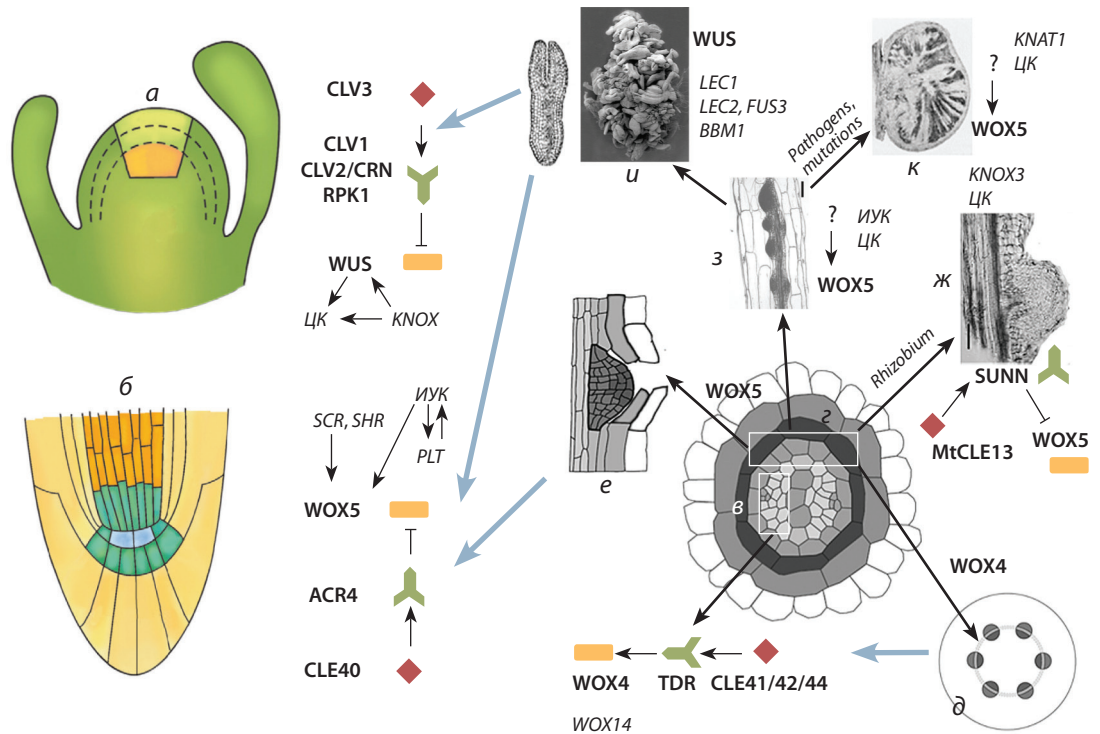 а
CLV3
CLV1
CLV2/CRN
RPK1
WUS
ЦК
KNOX
б
SCR, SHR
ИУК
PLT
WOX5
ACR4
CLE40
WUS
LEC1
LEC2, FUS3
BBM1
и
Pathogens,
mutations
KNAT1
ЦК
?
WOX5
к
з
?
ИУК
ЦК
WOX5
KNOX3
ЦК
ж
SUNN
MtCLE13
WOX5
Rhizobium
WOX5
е
г
в
WOX4
д
WOX4
TDR
CLE41/42/44
WOX14